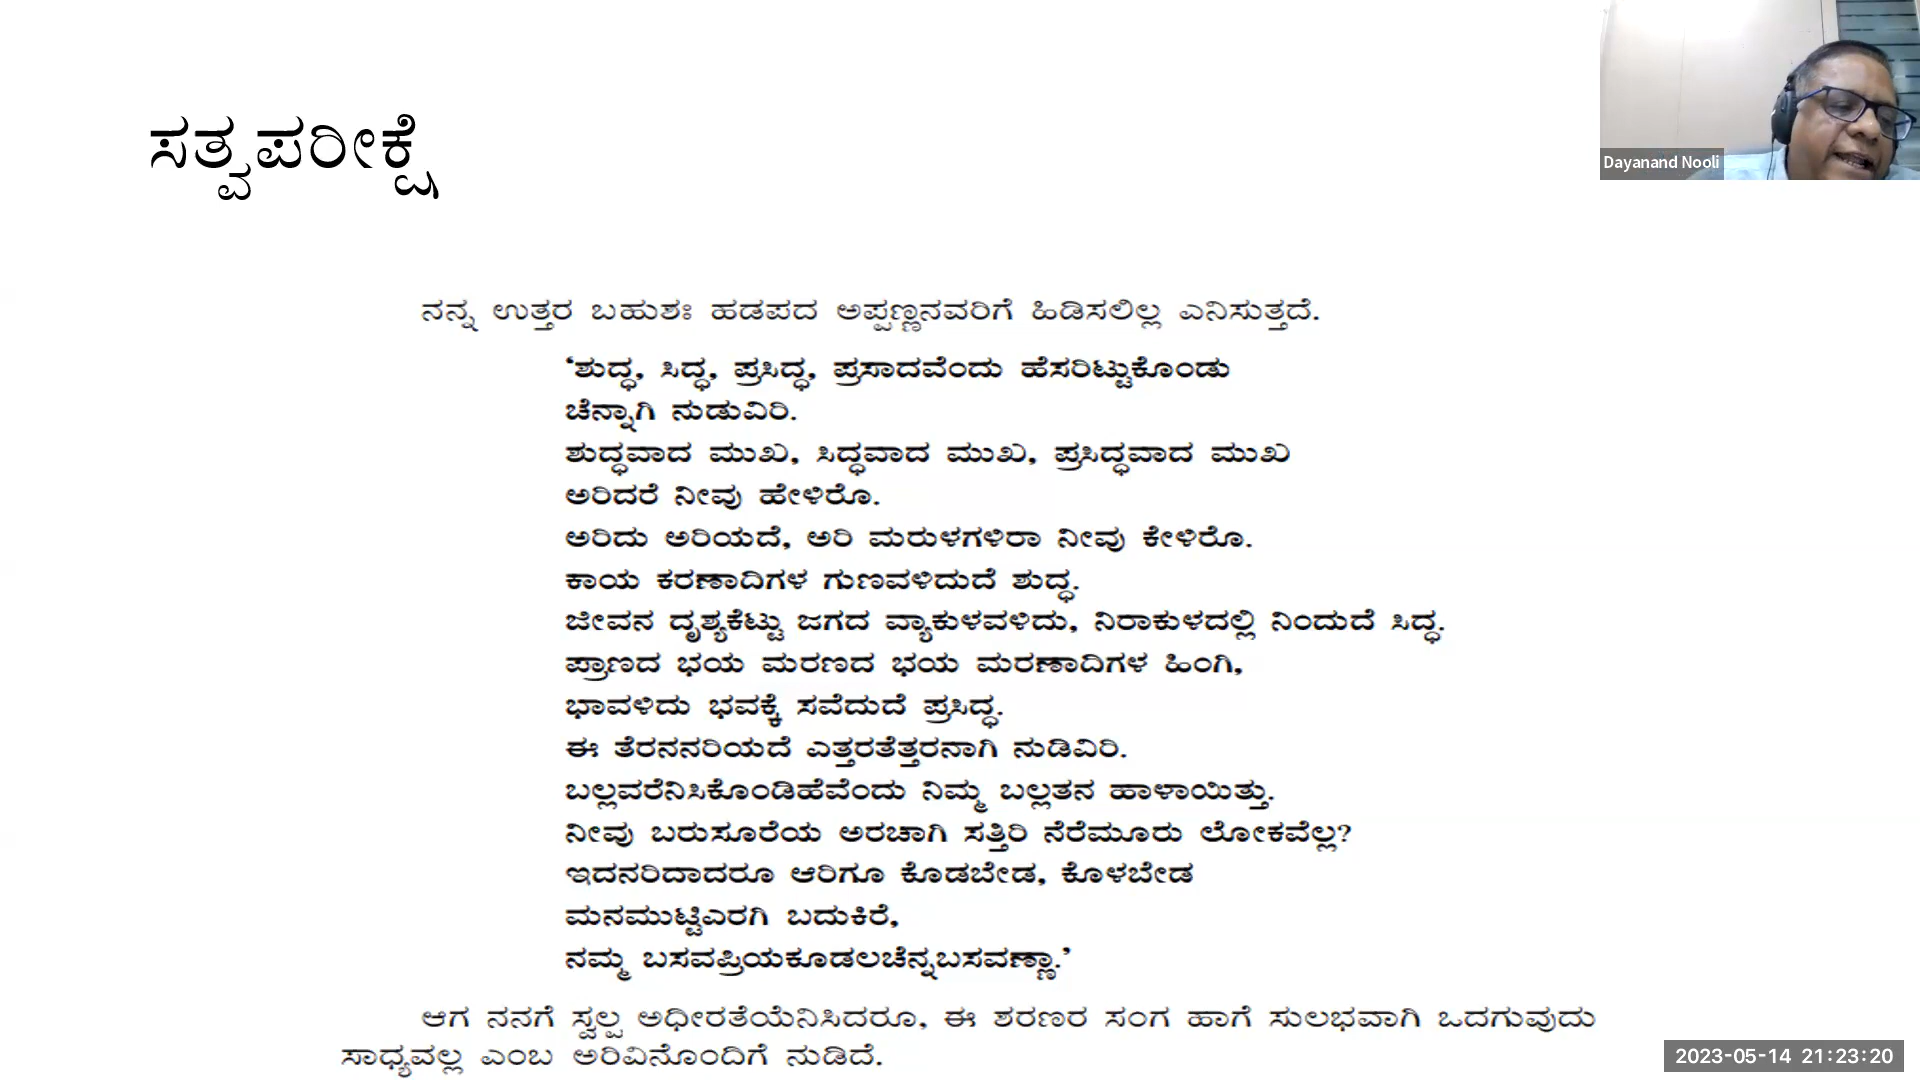 ಸತ್ವಪರೀಕ್ಷೆ
Dayanand Nooli
ನನ್ನ ಉತ್ತರ ಬಹುಶಃ ಹಡಪದ ಅಪ್ಪಣ್ಣನವರಿಗೆ ಹಿಡಿಸಲಿಲ್ಲ ಎನಿಸುತ್ತದೆ.
‘ಶುದ್ಧ, ಸಿದ್ಧ, ಪ್ರಸಿದ್ಧ, ಪ್ರಸಾದವೆಂದು ಹೆಸರಿಟ್ಟುಕೊಂಡು
ಚೆನ್ನಾಗಿ ನುಡುವಿರಿ.
ಶುದ್ಧವಾದ ಮುಖ, ಸಿದ್ಧವಾದ ಮುಖ, ಪ್ರಸಿದ್ಧವಾದ ಮುಖ
ಅರಿದರೆ ನೀವು ಹೇಳಿರೊ.
ಅರಿದು ಅರಿಯದೆ, ಅರಿ ಮರುಳಗಳಿರಾ ನೀವು ಕೇಳಿರೊ.
ಕಾಯ ಕರಣಾದಿಗಳ ಗುಣವಳಿದುದೆ ಶುದ್ಧ.
ಜೀವನ ದೃಶ್ಯಕೆಟ್ಟು ಜಗದ ವ್ಯಾಕುಳವಳಿದು, ನಿರಾಕುಳದಲ್ಲಿ ನಿಂದುದೆ ಸಿದ್ಧ.
ಪ್ರಾಣದ ಭಯ ಮರಣದ ಭಯ ಮರಣಾದಿಗಳ ಹಿಂಗಿ,
ಭಾವಳಿದು ಭವಕ್ಕೆ ಸವೆದುದೆ ಪ್ರಸಿದ್ಧ.
ಈ ತೆರನನರಿಯದೆ ಎತ್ತರತೆತ್ತರನಾಗಿ ನುಡಿವಿರಿ.
ಬಲ್ಲವರೆನಿಸಿಕೊಂಡಿಹೆವೆಂದು ನಿಮ್ಮ ಬಲ್ಲತನ ಹಾಳಾಯಿತ್ತು.
ನೀವು ಬರುಸೂರೆಯ ಅರಚಾಗಿ ಸತ್ತಿರಿ ನೆರೆಮೂರು ಲೋಕವೆಲ್ಲ?
ಇದನರಿದಾದರೂ ಆರಿಗೂ ಕೊಡಬೇಡ, ಕೊಳಬೇಡ
ಮನಮುಟ್ಟಿಎರಗಿ ಬದುಕಿರೆ,
ನಮ್ಮ ಬಸವಪ್ರಿಯಕೂಡಲಚೆನ್ನಬಸವಣ್ಣಾ.’
ಆಗ ನನಗೆ ಸ್ವಲ್ಪ ಅಧೀರತೆಯೆನಿಸಿದರೂ, ಈ ಶರಣರ ಸಂಗ ಹಾಗೆ ಸುಲಭವಾಗಿ ಒದಗುವುದು
ಸಾಧ್ಯವಲ್ಲ ಎಂಬ ಅರಿವಿನೊಂದಿಗೆ ನುಡಿದೆ.
2023-05-14 21:23:20